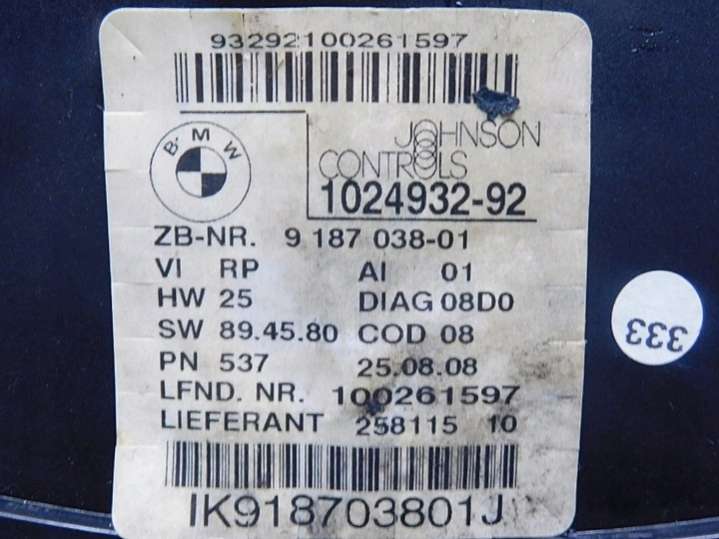 93292100261597
BMW
JOHNSON
CONTROLS
1024932-92
ZB-NR. 9 187 038-01
VI RP AI 01
HW 25 DIAG 08D0
SW 89.45.80 COD 08
PN 537 25.08.08
LFND. NR. 100261597
LIEFERANT 258115 10
IK918703801J
333